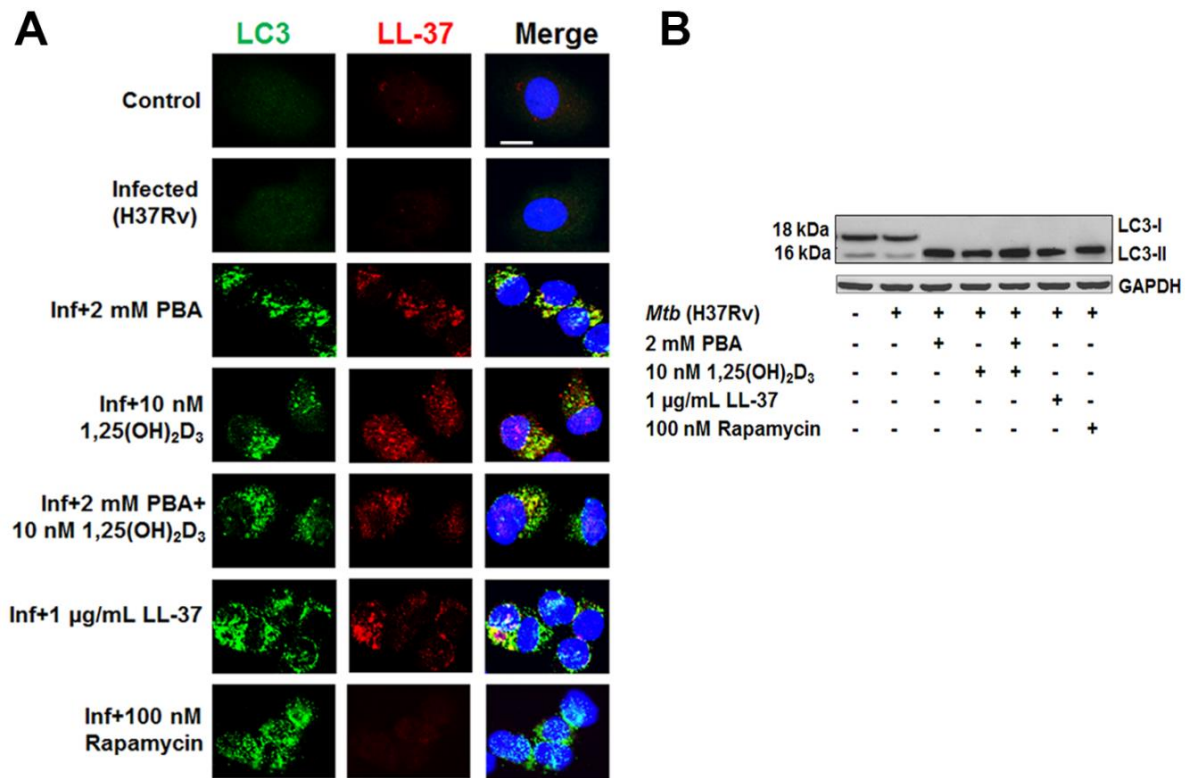 A
LC3 LL-37 Merge
Control
Infected
(H37Rv)
Inf+2 mM PBA
Inf+10 nM
1,25(OH)₂D₃
Inf+2 mM PBA+
10 nM 1,25(OH)₂D₃
Inf+1 µg/mL LL-37
Inf+100 nM
Rapamycin
B
18 kDa LC3-I
16 kDa LC3-II
GAPDH
Mtb (H37Rv) - + + + + + +
2 mM PBA - - + - + - -
10 nM 1,25(OH)₂D₃ - - - + + - -
1 µg/mL LL-37 - - - - - + -
100 nM Rapamycin - - - - - - +